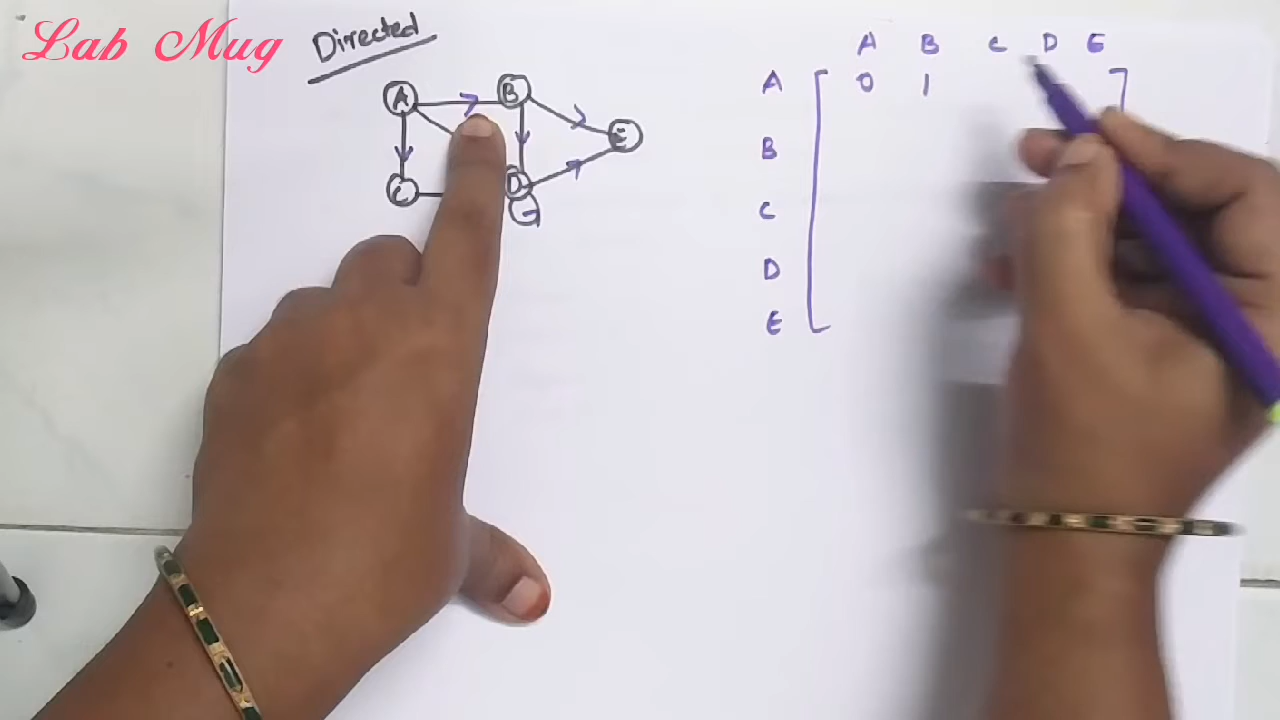 Lab Mug
Directed
A B E
C D
A B C D E
A 0 1
B
C
D
E